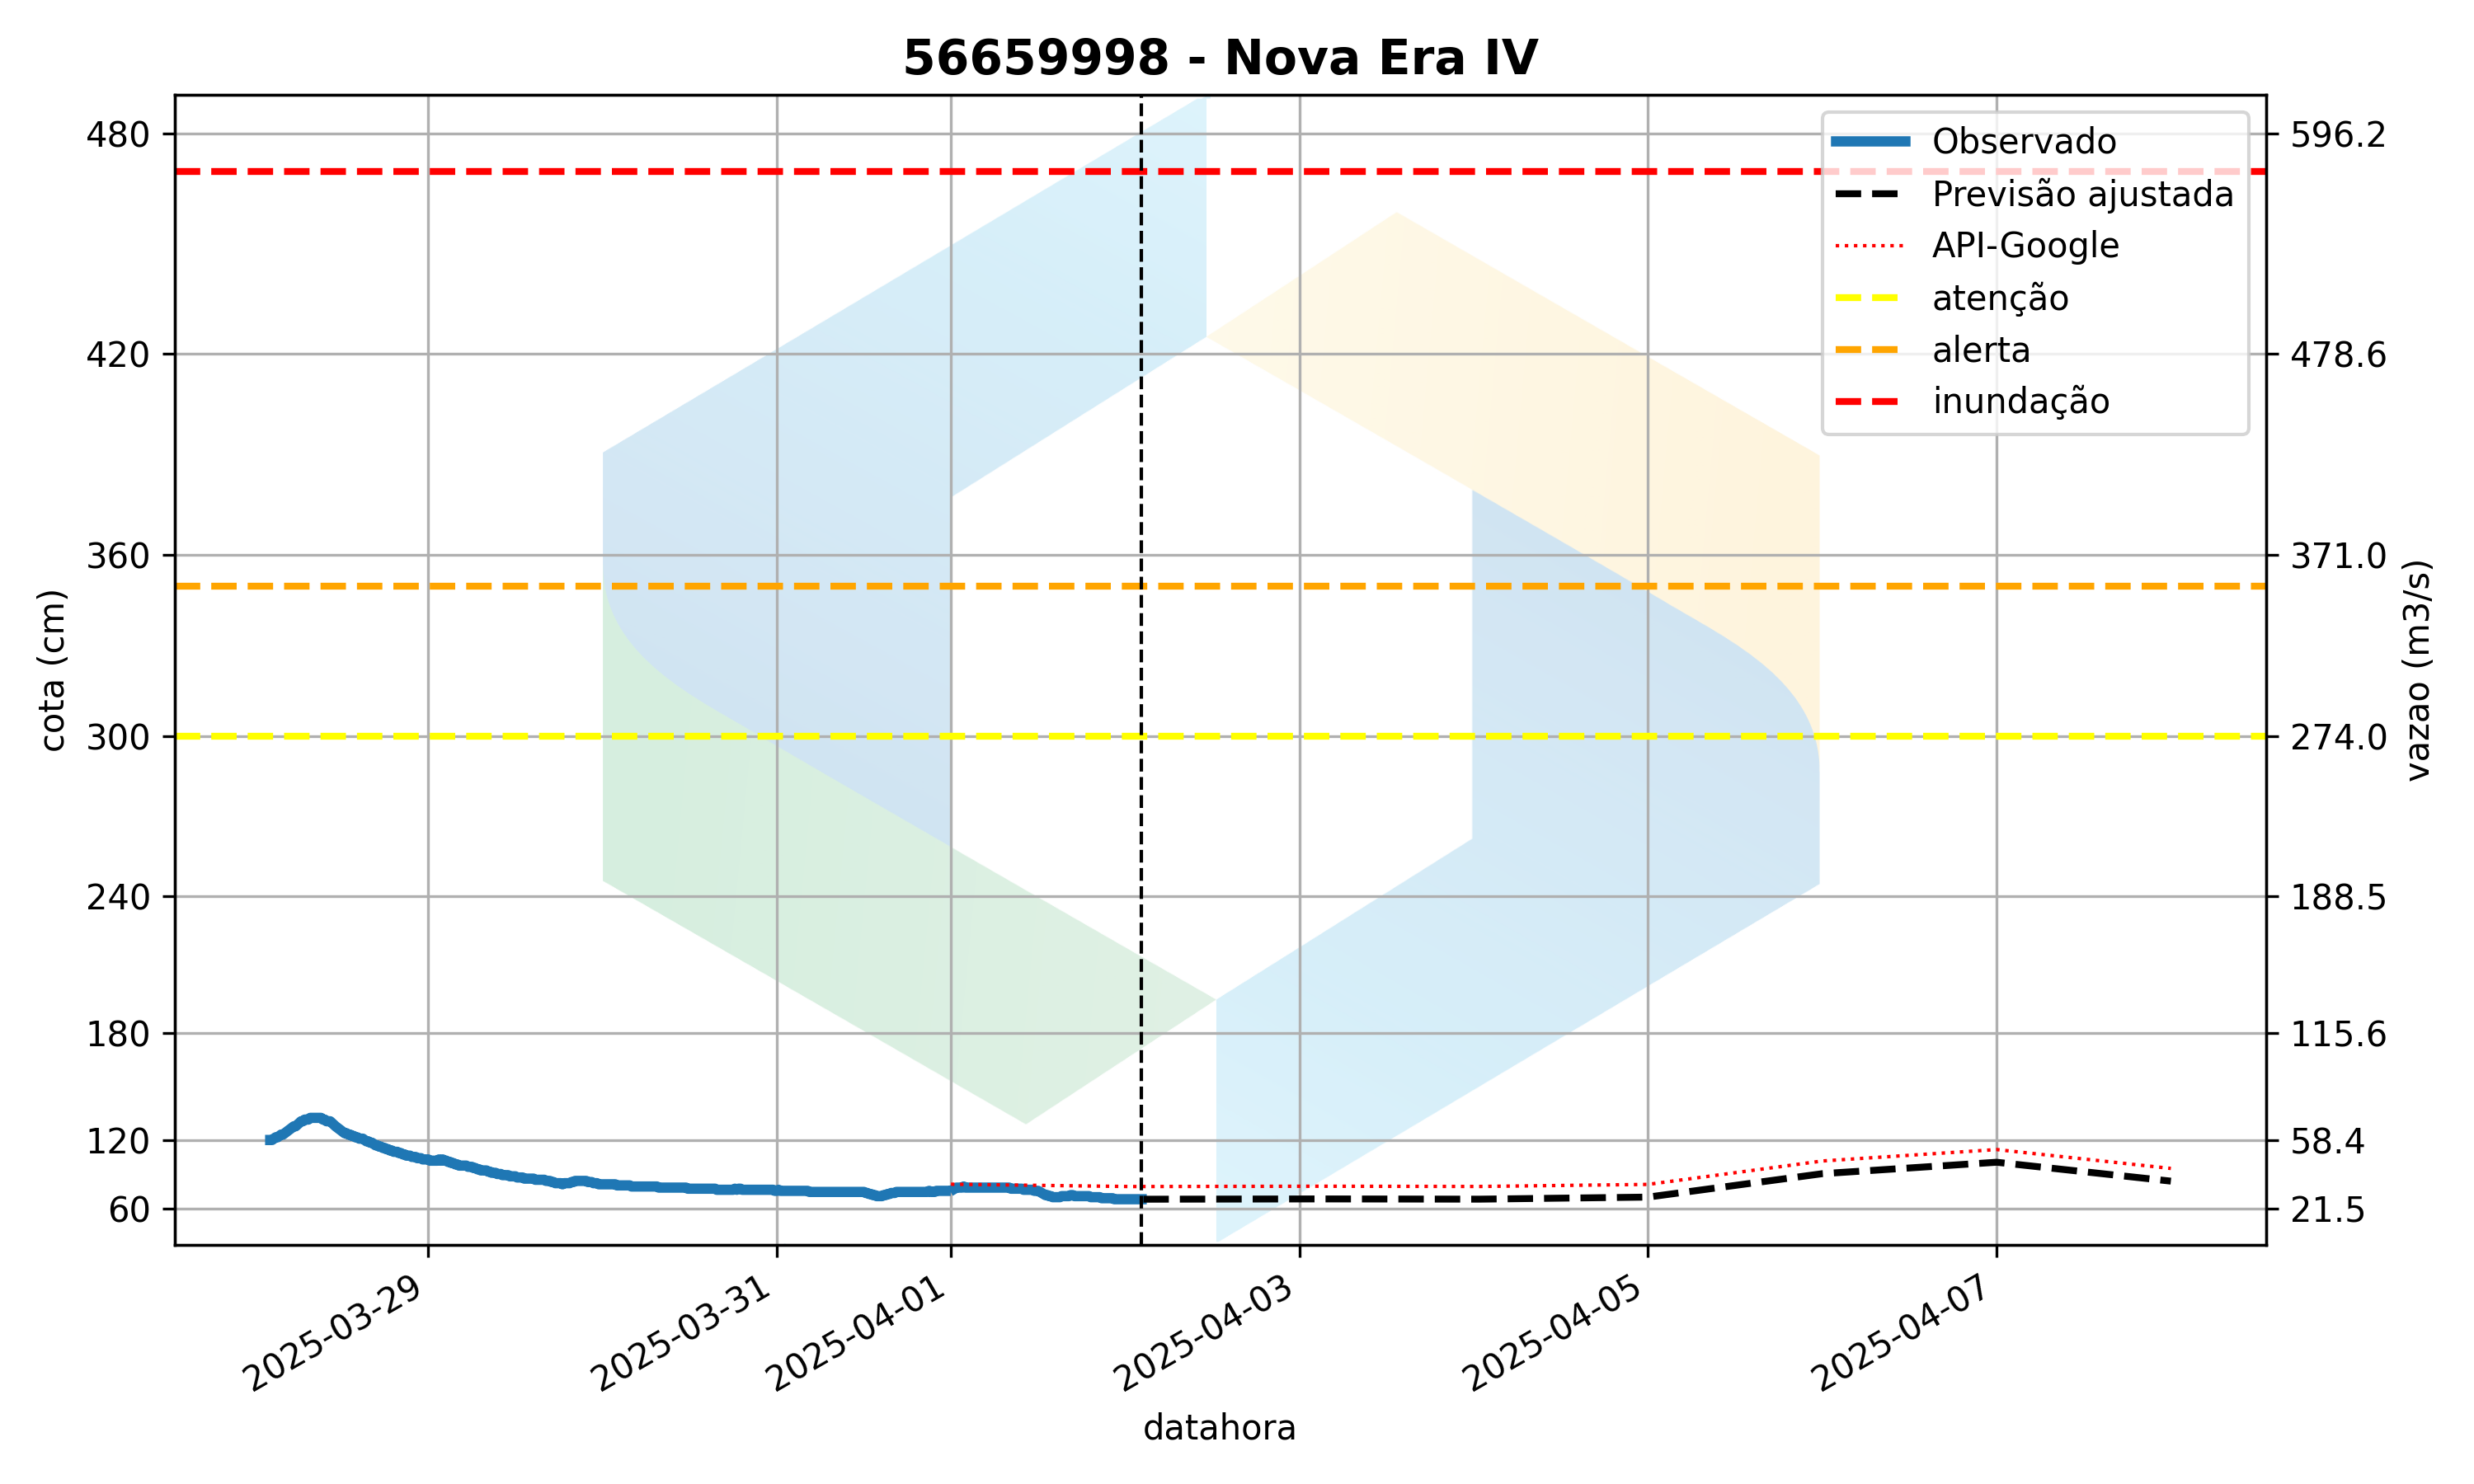 56659998 - Nova Era IV
480
420
360
300
240
180
120
60
cota (cm)
596.2
478.6
371.0
274.0
188.5
115.6
58.4
21.5
vazao (m3/s)
Observado
Previsão ajustada
API-Google
atenção
alerta
inundação
2025-03-29
2025-03-31
2025-04-01
2025-04-03
2025-04-05
2025-04-07
datahora